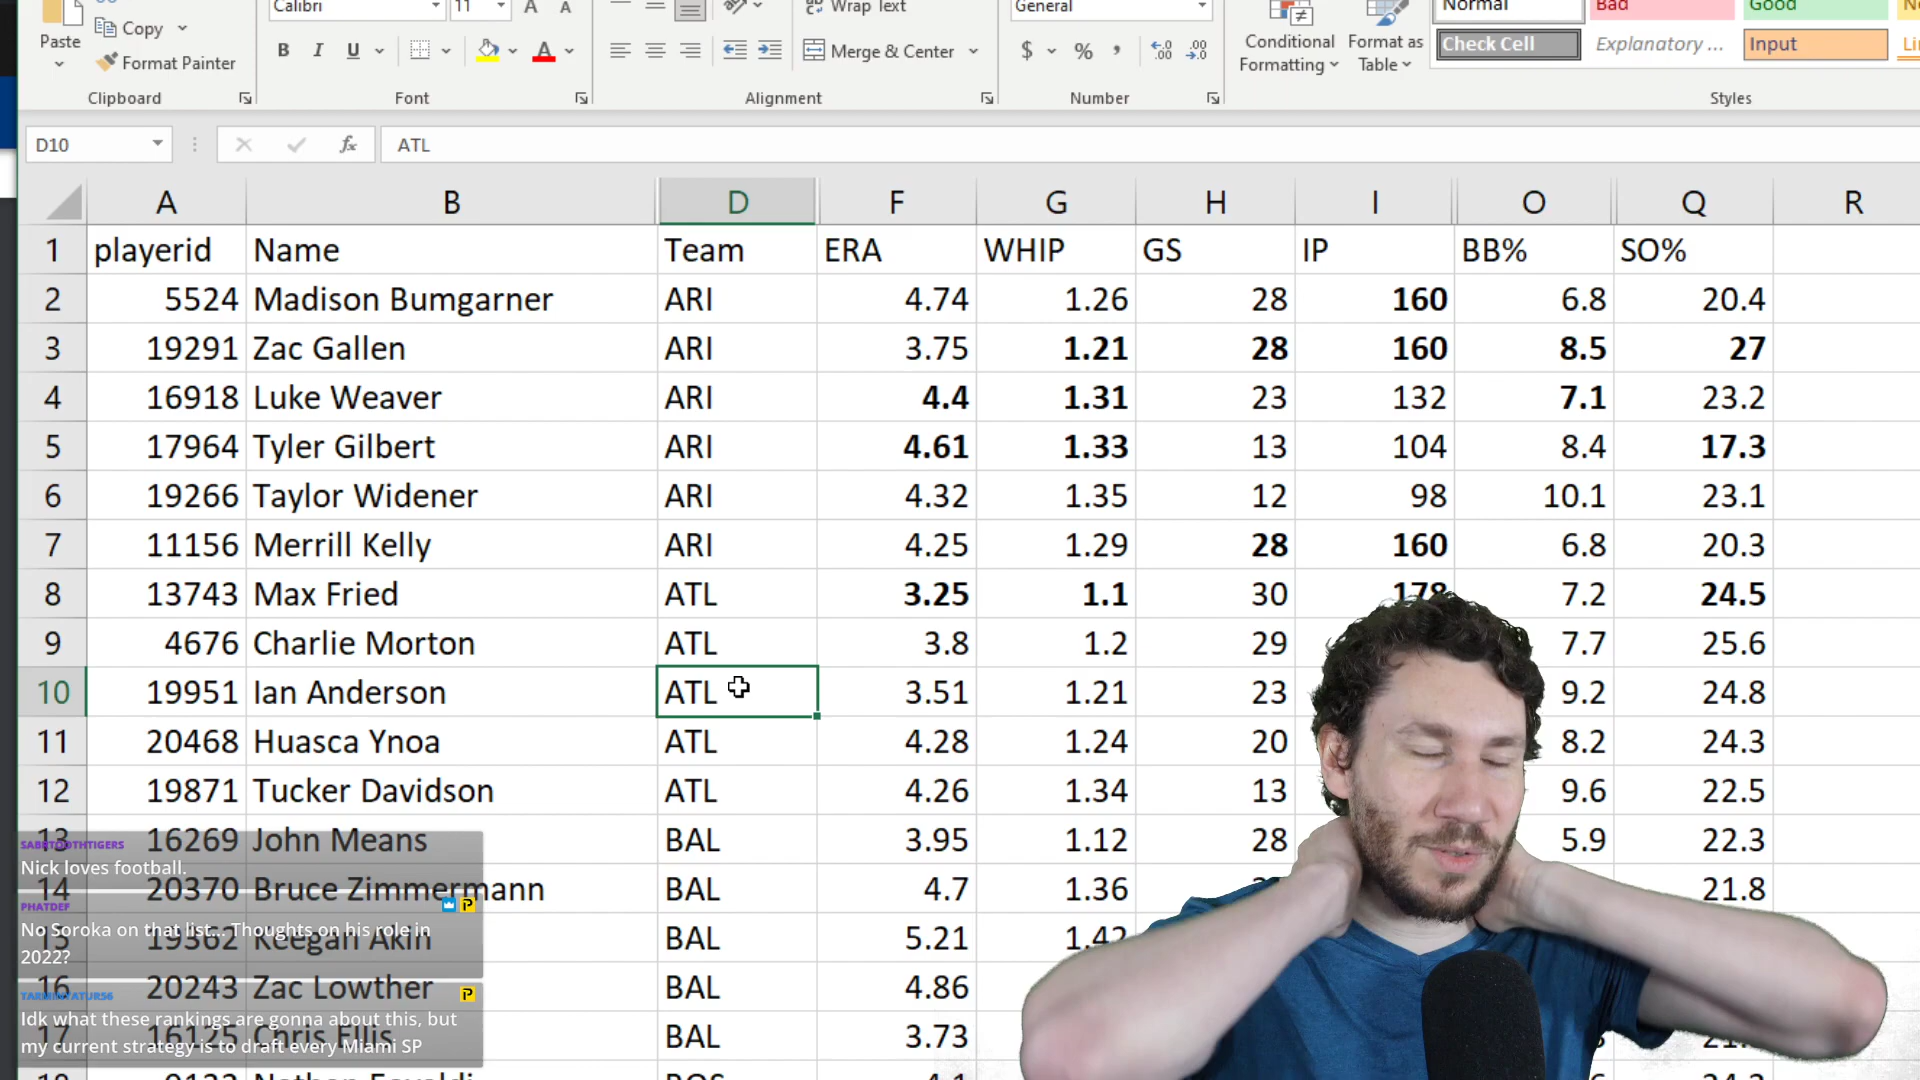 Calibri 11 A A Wrap Text General Normal Bad Good
Paste Copy B I U A Merge & Center $ % Conditional Formatting Format as Table Check Cell Explanatory ... Input
Format Painter
Clipboard Font Alignment Number Styles
D10 fx ATL
A B D F G H I O Q R
1 playerid Name Team ERA WHIP GS IP BB% SO%
2 5524 Madison Bumgarner ARI 4.74 1.26 28 160 6.8 20.4
3 19291 Zac Gallen ARI 3.75 1.21 28 160 8.5 27
4 16918 Luke Weaver ARI 4.4 1.31 23 132 7.1 23.2
5 17964 Tyler Gilbert ARI 4.61 1.33 13 104 8.4 17.3
6 19266 Taylor Widener ARI 4.32 1.35 12 98 10.1 23.1
7 11156 Merrill Kelly ARI 4.25 1.29 28 160 6.8 20.3
8 13743 Max Fried ATL 3.25 1.1 30 178 7.2 24.5
9 4676 Charlie Morton ATL 3.8 1.2 29 7.7 25.6
10 19951 Ian Anderson ATL 3.51 1.21 23 9.2 24.8
11 20468 Huasca Ynoa ATL 4.28 1.24 20 8.2 24.3
12 19871 Tucker Davidson ATL 4.26 1.34 13 9.6 22.5
13 16269 John Means BAL 3.95 1.12 28 5.9 22.3
14 20370 Bruce Zimmermann BAL 4.7 1.36 21.8
15 19362 Keegan Akin BAL 5.21 1.42
16 20243 Zac Lowther BAL 4.86
17 16125 Chris Ellis BAL 3.73
SABRTOOTHTIGERS
Nick loves football.
PHATDEF
No Soroka on that list... Thoughts on his role in
2022?
Idk what these rankings are gonna about this, but
my current strategy is to draft every Miami SP